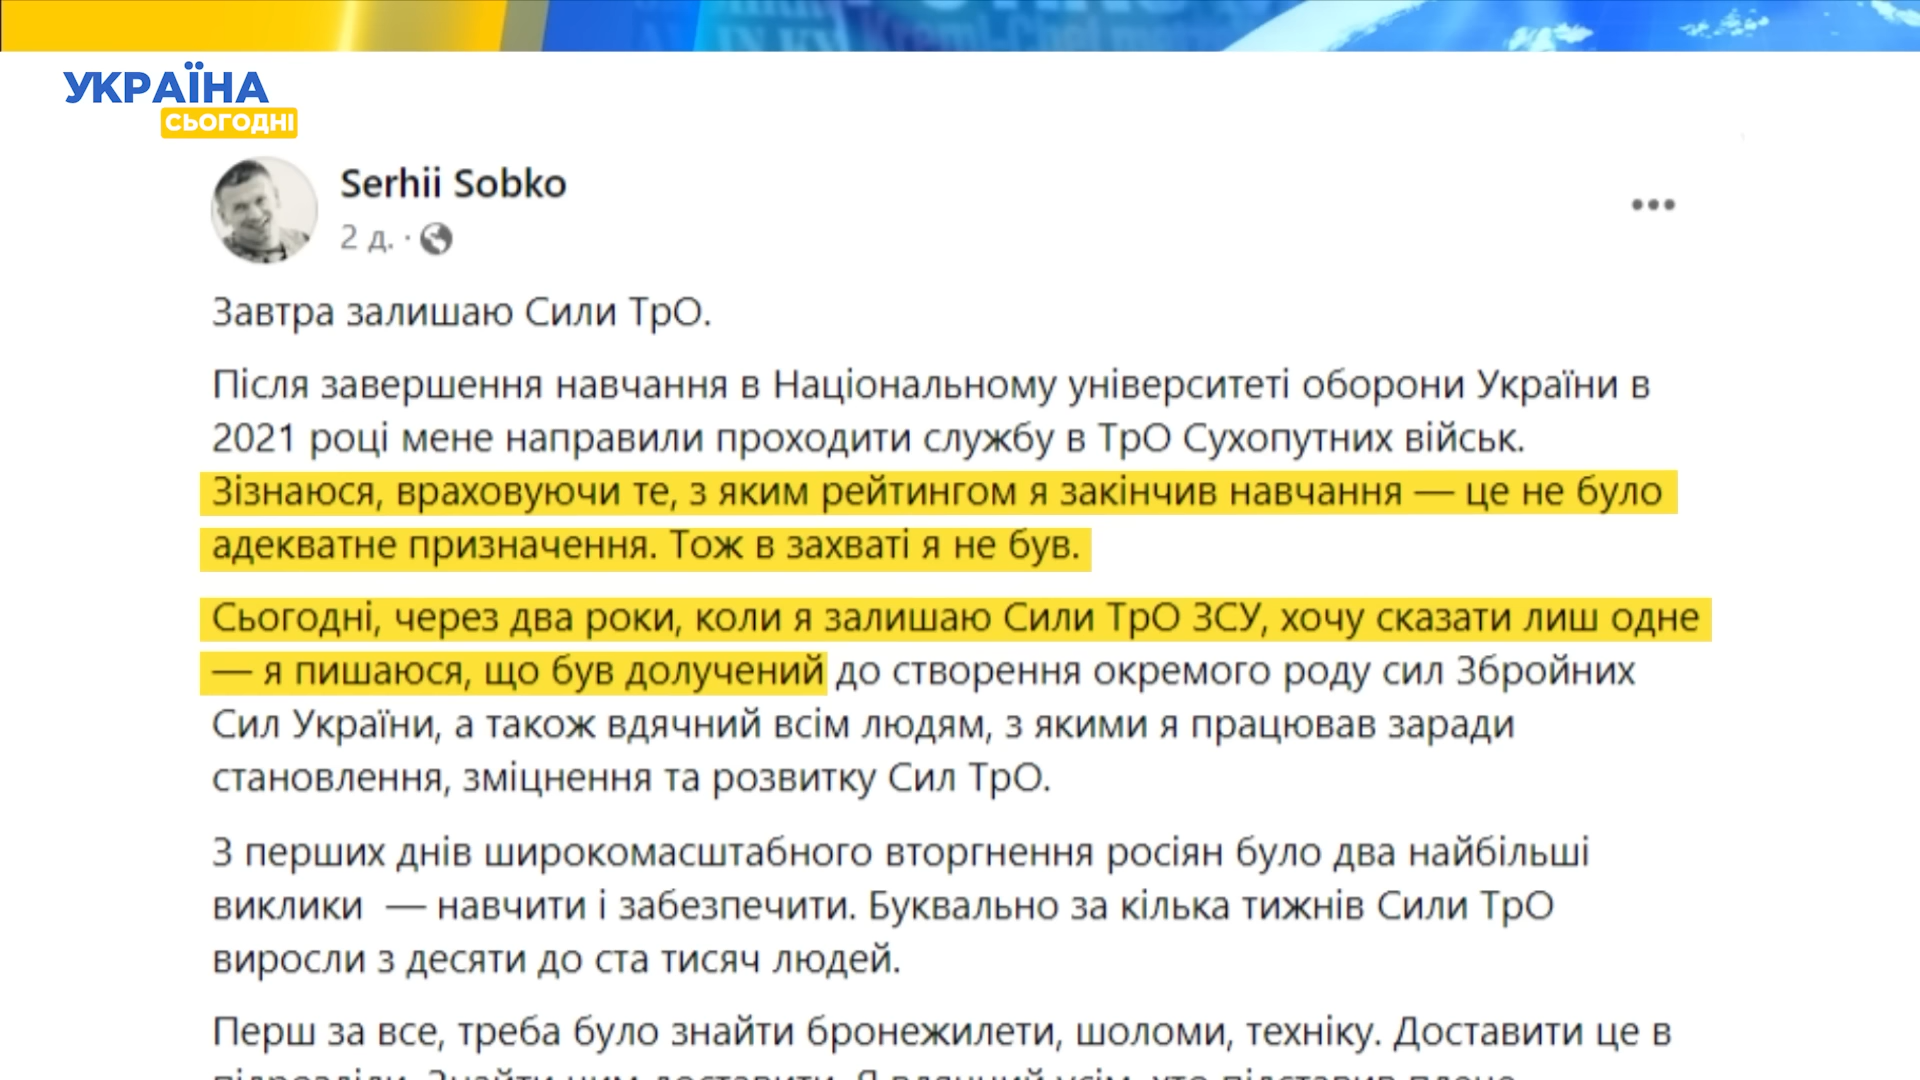 УКРАЇНА
СЬОГОДНІ
Serhii Sobko
2 д. ·
Завтра залишаю Сили ТрО.
Після завершення навчання в Національному університеті оборони України в
2021 році мене направили проходити службу в ТрО Сухопутних військ.
Зізнаюся, враховуючи те, з яким рейтингом я закінчив навчання — це не було
адекватне призначення. Тож в захваті я не був.
Сьогодні, через два роки, коли я залишаю Сили ТрО ЗСУ, хочу сказати лиш одне
— я пишаюся, що був долучений до створення окремого роду сил Збройних
Сил України, а також вдячний всім людям, з якими я працював заради
становлення, зміцнення та розвитку Сил ТрО.
З перших днів широкомасштабного вторгнення росіян було два найбільші
виклики — навчити і забезпечити. Буквально за кілька тижнів Сили ТрО
виросли з десяти до ста тисяч людей.
Перш за все, треба було знайти бронежилети, шоломи, техніку. Доставити це в